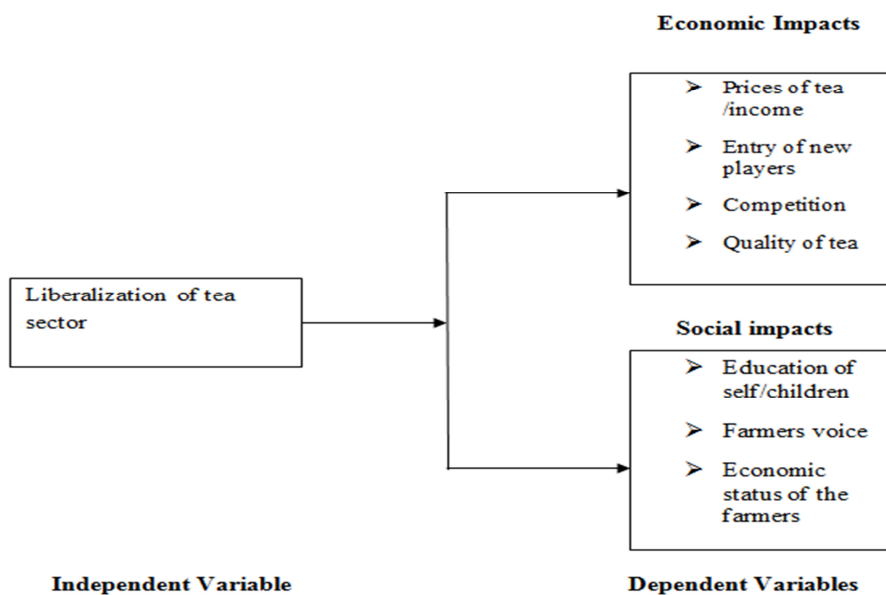 Economic Impacts
➢ Prices of tea
/income
➢ Entry of new
players
➢ Competition
➢ Quality of tea
Liberalization of tea
sector
Social impacts
➢ Education of
self/children
➢ Farmers voice
➢ Economic
status of the
farmers
Independent Variable
Dependent Variables